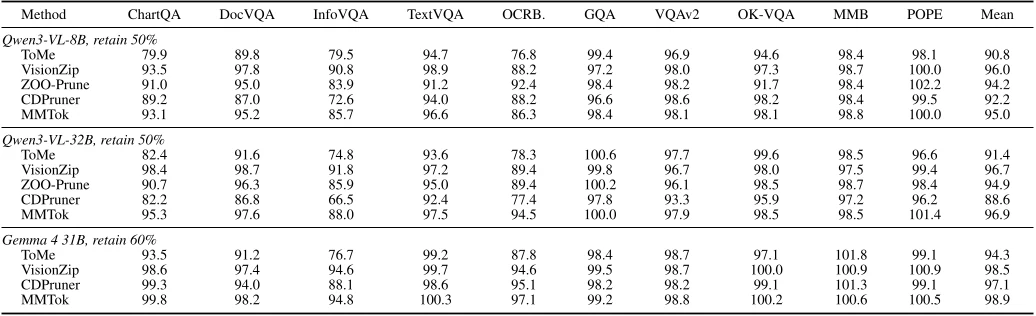 Method ChartQA DocVQA InfoVQA TextVQA OCRB. GQA VQAv2 OK-VQA MMB POPE Mean
Qwen3-VL-8B, retain 50%
ToMe 79.9 89.8 79.5 94.7 76.8 99.4 96.9 94.6 98.4 98.1 90.8
VisionZip 93.5 97.8 90.8 98.9 88.2 97.2 98.0 97.3 98.7 100.0 96.0
ZOO-Prune 91.0 95.0 83.9 91.2 92.4 98.4 98.2 91.7 98.4 102.2 94.2
CDPruner 89.2 87.0 72.6 94.0 88.2 96.6 98.6 98.2 98.4 99.5 92.2
MMTok 93.1 95.2 85.7 96.6 86.3 98.4 98.1 98.1 98.8 100.0 95.0
Qwen3-VL-32B, retain 50%
ToMe 82.4 91.6 74.8 93.6 78.3 100.6 97.7 99.6 98.5 96.6 91.4
VisionZip 98.4 98.7 91.8 97.2 89.4 99.8 96.7 98.0 97.5 99.4 96.7
ZOO-Prune 90.7 96.3 85.9 95.0 89.4 100.2 96.1 98.5 98.7 98.4 94.9
CDPruner 82.2 86.8 66.5 92.4 77.4 97.8 93.3 95.9 97.2 96.2 88.6
MMTok 95.3 97.6 88.0 97.5 94.5 100.0 97.9 98.5 98.5 101.4 96.9
Gemma 4 31B, retain 60%
ToMe 93.5 91.2 76.7 99.2 87.8 98.4 98.7 97.1 101.8 99.1 94.3
VisionZip 98.6 97.4 94.6 99.7 94.6 99.5 98.7 100.0 100.9 100.9 98.5
CDPruner 99.3 94.0 88.1 98.6 95.1 98.2 98.2 99.1 101.3 99.1 97.1
MMTok 99.8 98.2 94.8 100.3 97.1 99.2 98.8 100.2 100.6 100.5 98.9